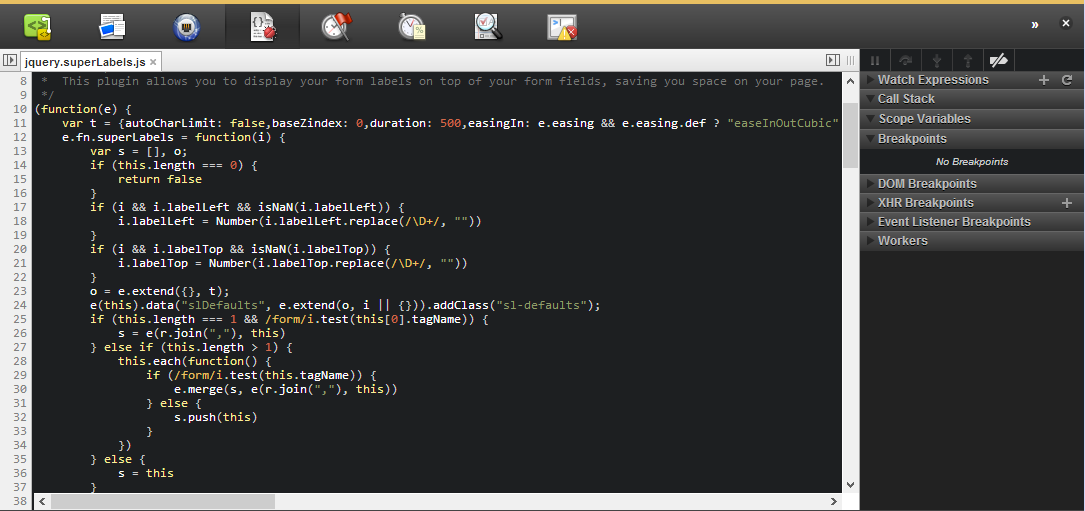 »
×
jquery.superLabels.js ×
8 *  This plugin allows you to display your form labels on top of your form fields, saving you space on your page.
9 */
10 (function(e) {
11     var t = {autoCharLimit: false,baseZindex: 0,duration: 500,easingIn: e.easing && e.easing.def ? "easeInOutCubic"
12     e.fn.superLabels = function(i) {
13         var s = [], o;
14         if (this.length === 0) {
15             return false
16         }
17         if (i && i.labelLeft && isNaN(i.labelLeft)) {
18             i.labelLeft = Number(i.labelLeft.replace(/\D+/, ""))
19         }
20         if (i && i.labelTop && isNaN(i.labelTop)) {
21             i.labelTop = Number(i.labelTop.replace(/\D+/, ""))
22         }
23         o = e.extend({}, t);
24         e(this).data("slDefaults", e.extend(o, i || {})).addClass("sl-defaults");
25         if (this.length === 1 && /form/i.test(this[0].tagName)) {
26             s = e(r.join(","), this)
27         } else if (this.length > 1) {
28             this.each(function() {
29                 if (/form/i.test(this.tagName)) {
30                     e.merge(s, e(r.join(","), this))
31                 } else {
32                     s.push(this)
33                 }
34             })
35         } else {
36             s = this
37         }
38
Watch Expressions
Call Stack
Scope Variables
Breakpoints
No Breakpoints
DOM Breakpoints
XHR Breakpoints
Event Listener Breakpoints
Workers